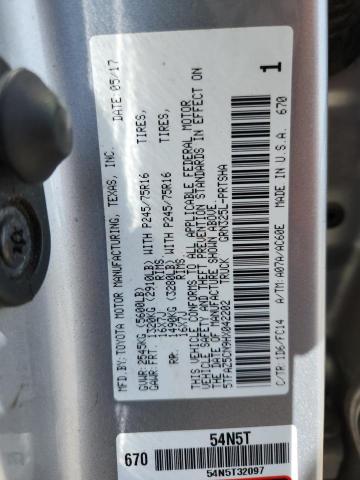 MFD. BY: TOYOTA MOTOR MANUFACTURING, TEXAS, INC. DATE: 05/17
GVWR: 2545KG (5600LB)
GAWR: FRT: 1320KG (2910LB) WITH P245/75R16 TIRES,
16X7J RIMS
RR: 1490KG (3280LB) WITH P245/75R16 TIRES,
16X7J RIMS
THIS VEHICLE CONFORMS TO ALL APPLICABLE FEDERAL MOTOR
VEHICLE SAFETY AND THEFT PREVENTION STANDARDS IN EFFECT ON
THE DATE OF MANUFACTURE SHOWN ABOVE.
TRUCK GRN325L-PRTSHA
C/TR: 1D6/FC14 A/TM: A07A/AC60E MADE IN U.S.A. 670
1
54N5T
670
54N5T32097